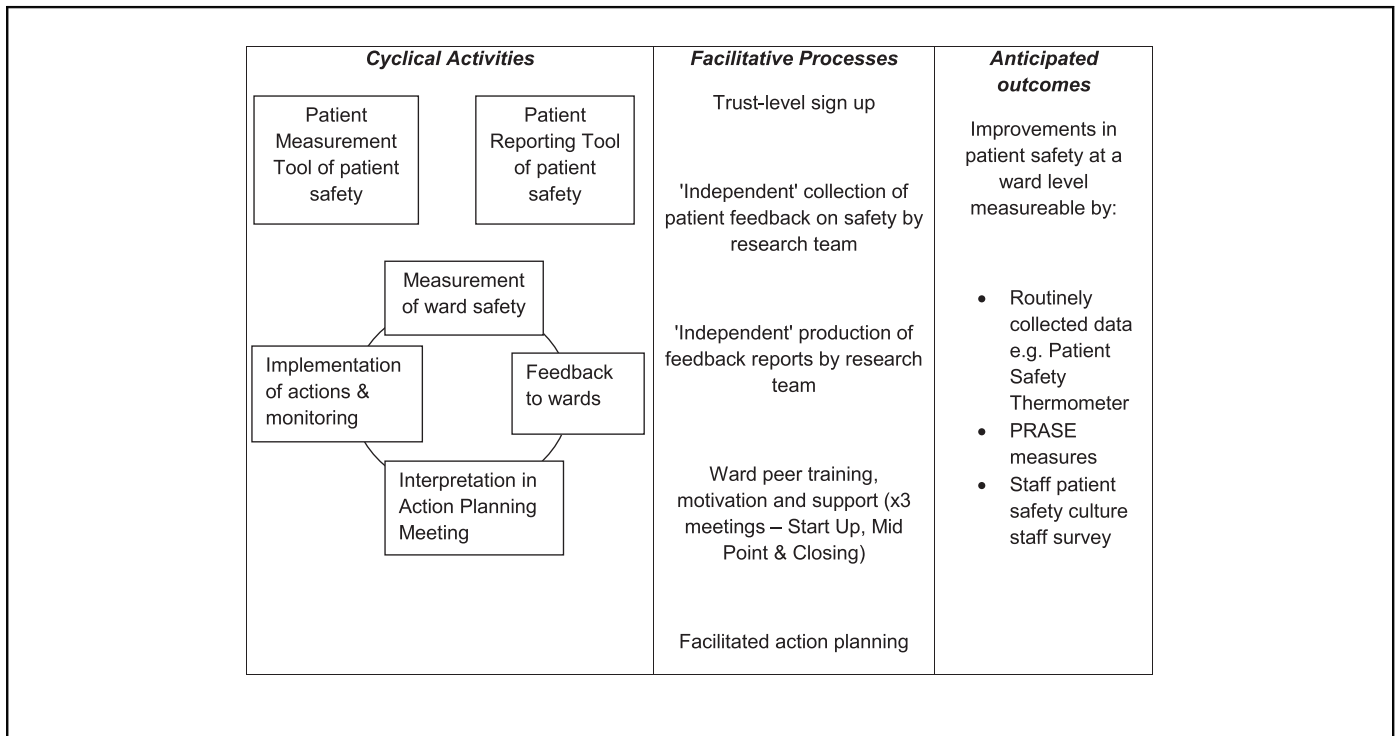 Cyclical Activities
Patient
Measurement
Tool of patient
safety
Patient
Reporting Tool
of patient
safety
Measurement
of ward safety
Implementation
of actions &
monitoring
Feedback
to wards
Interpretation in
Action Planning
Meeting
Facilitative Processes
Trust-level sign up
'Independent' collection of
patient feedback on safety by
research team
'Independent' production of
feedback reports by research
team
Ward peer training,
motivation and support (x3
meetings – Start Up, Mid
Point & Closing)
Facilitated action planning
Anticipated
outcomes
Improvements in
patient safety at a
ward level
measureable by:
• Routinely
collected data
e.g. Patient
Safety
Thermometer
• PRASE
measures
• Staff patient
safety culture
staff survey